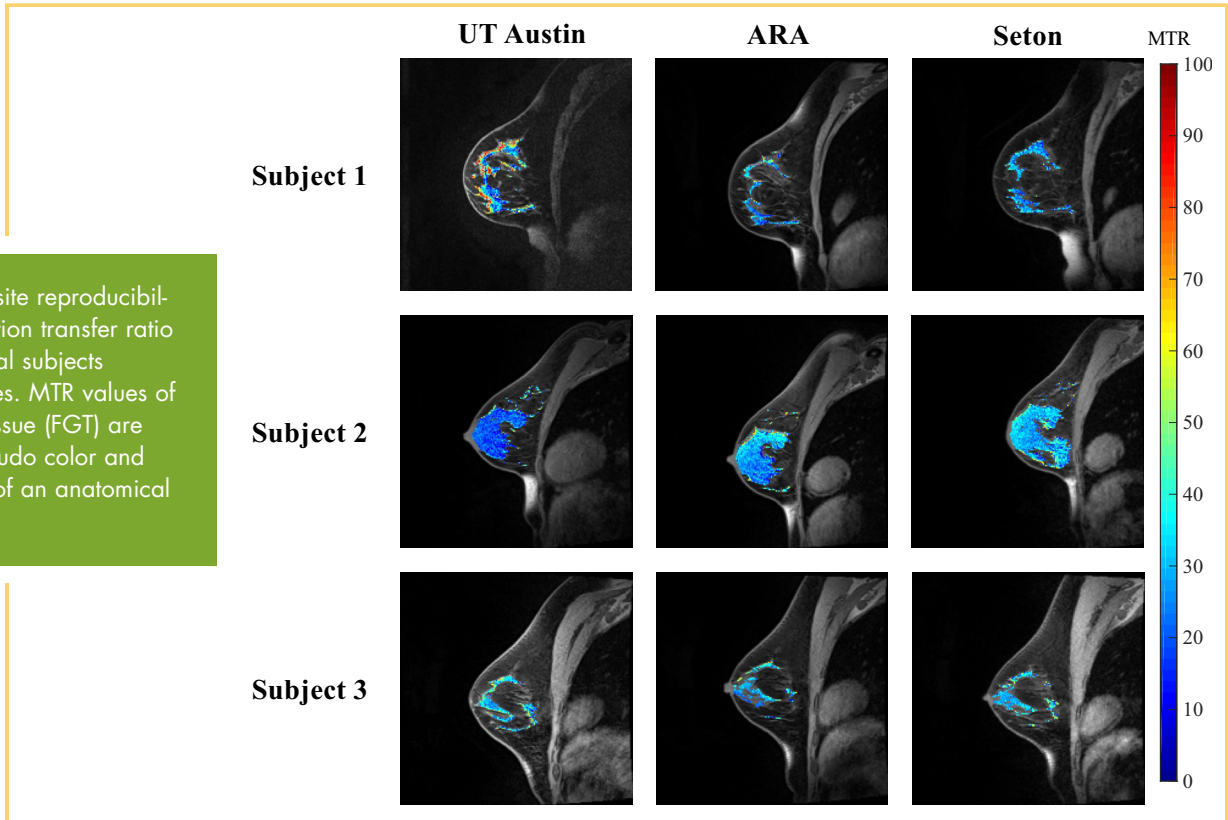 UT Austin ARA Seton MTR
Subject 1
Subject 2
Subject 3
site reproducibil-
tion transfer ratio
al subjects
es. MTR values of
ssue (FGT) are
udo color and
of an anatomical
100
90
80
70
60
50
40
30
20
10
0